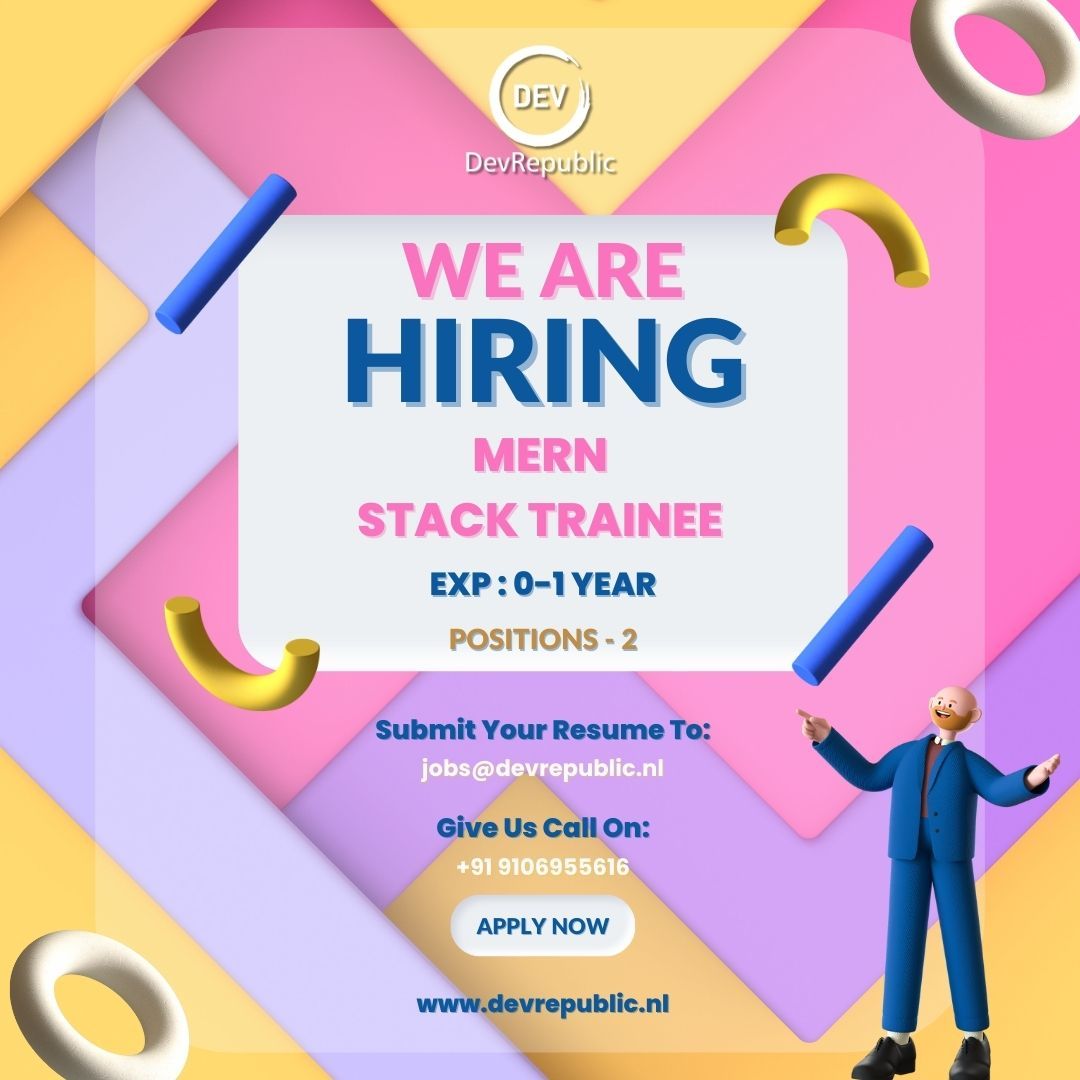 DEV
DevRepublic
WE ARE
HIRING
MERN
STACK TRAINEE
EXP : 0-1 YEAR
POSITIONS - 2
Submit Your Resume To:
jobs@devrepublic.nl
Give Us Call On:
+91 9106955616
APPLY NOW
www.devrepublic.nl